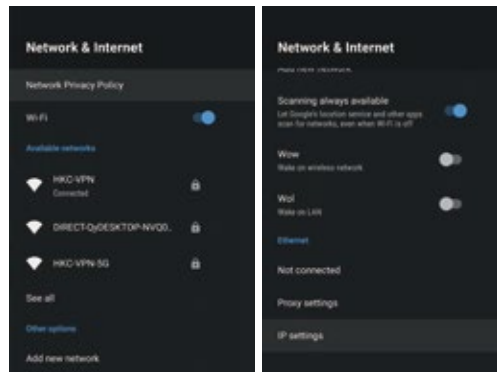 Network & Internet
Network Privacy Policy
Wi-Fi
Available networks
HKC-VPN
Connected
HKC-VPN-5G
See all
Other options
Add new network
Network & Internet
Add new network
Scanning always available
Let Google's location service and other apps
scan for networks, even when Wi-Fi is off
Wow
Wake on wireless network
Wol
Wake on LAN
Ethernet
Not connected
Proxy settings
IP settings